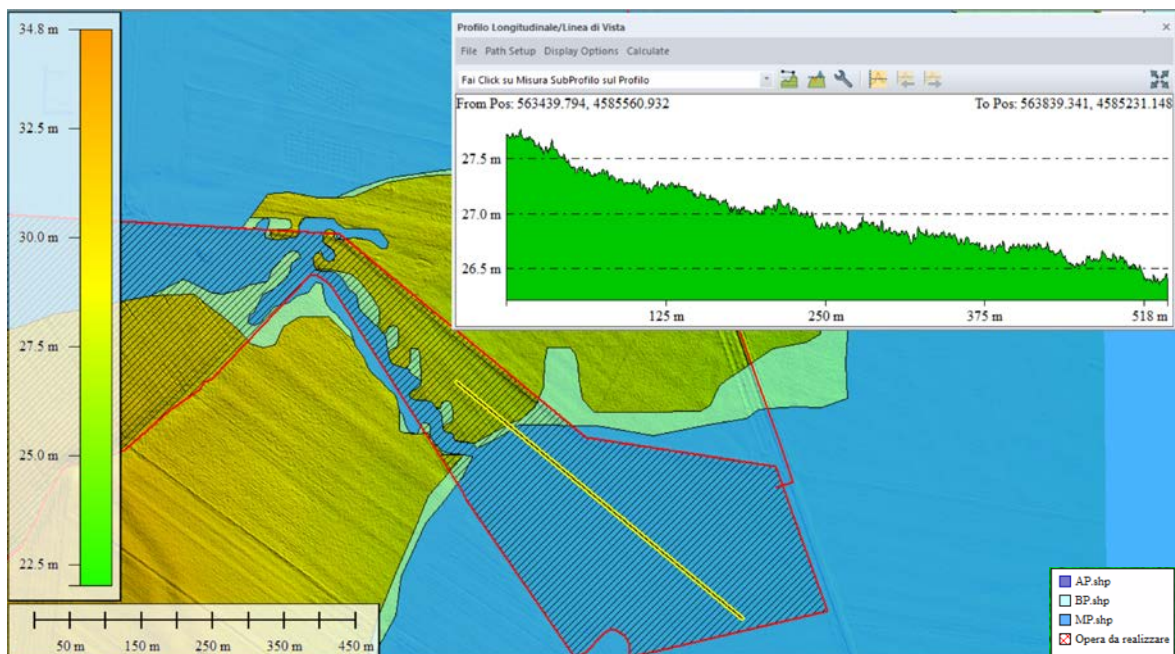 34.8 m
32.5 m
30.0 m
27.5 m
25.0 m
22.5 m
50 m 150 m 250 m 350 m 450 m
Profilo Longitudinale/Linea di Vista ×
File Path Setup Display Options Calculate
Fai Click su Misura SubProfilo sul Profilo
From Pos: 563439.794, 4585560.932 To Pos: 563839.341, 4585231.148
27.5 m
27.0 m
26.5 m
125 m 250 m 375 m 518 m
AP.shp
BP.shp
MP.shp
Opera da realizzare